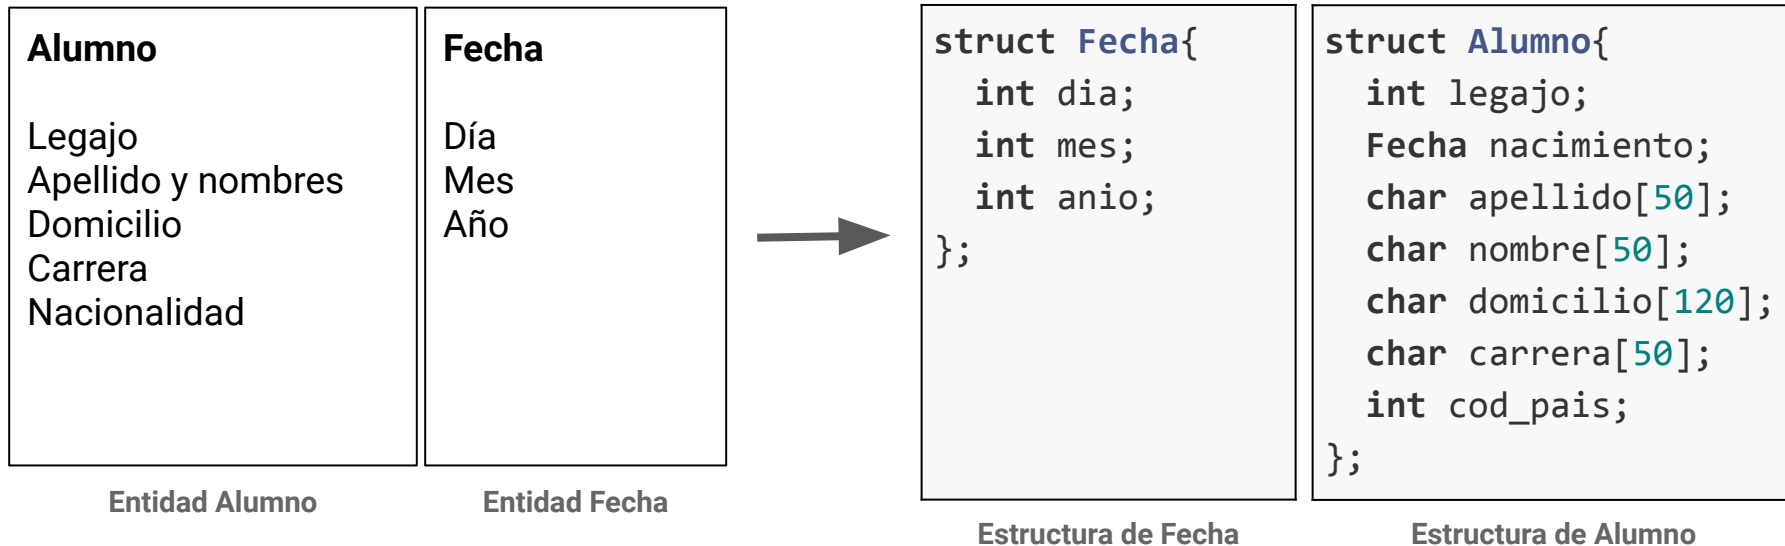 Alumno
Legajo
Apellido y nombres
Domicilio
Carrera
Nacionalidad
Entidad Alumno
Fecha
Día
Mes
Año
Entidad Fecha
struct Fecha{
int dia;
int mes;
int anio;
};
Estructura de Fecha
struct Alumno{
int legajo;
Fecha nacimiento;
char apellido[50];
char nombre[50];
char domicilio[120];
char carrera[50];
int cod_pais;
};
Estructura de Alumno